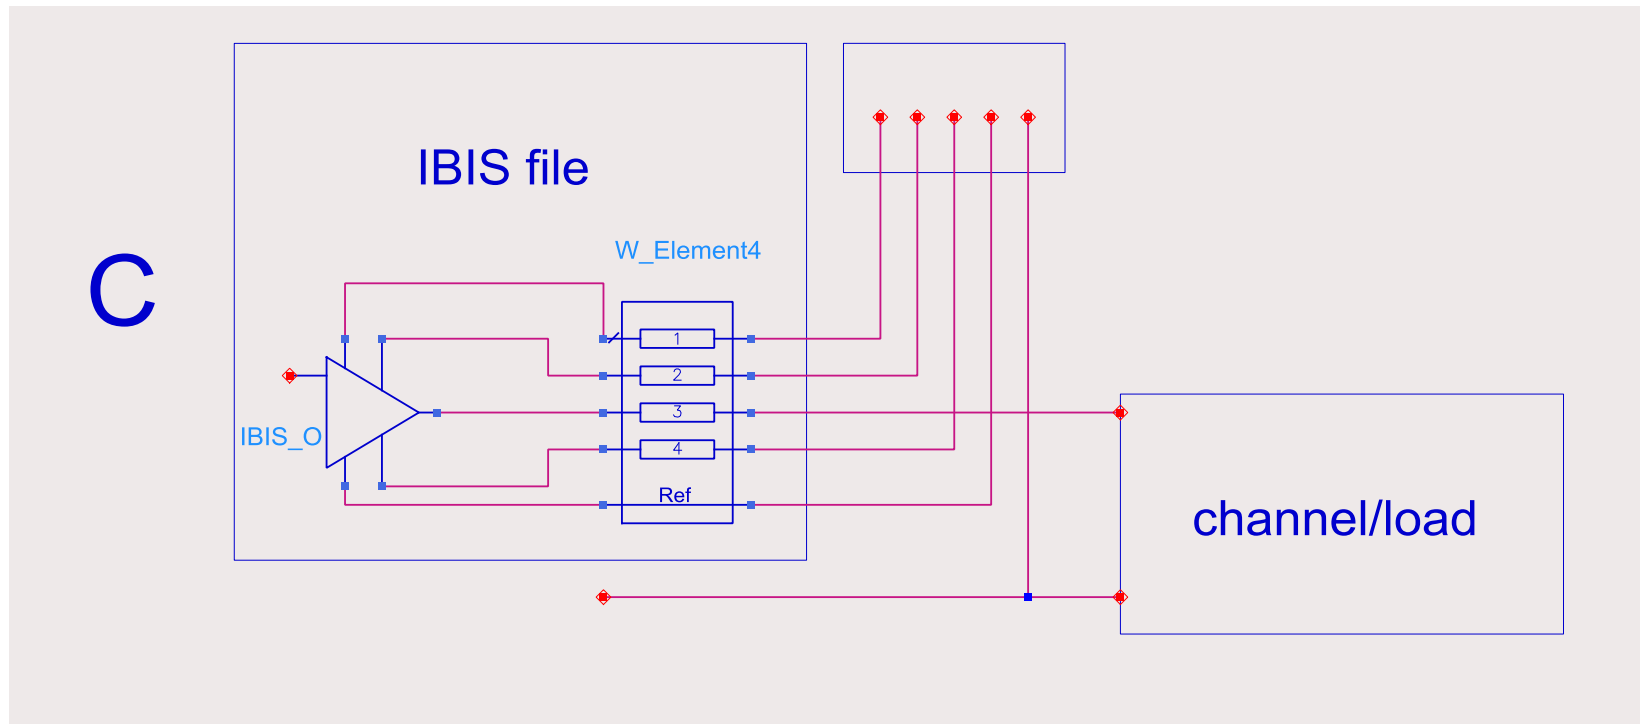 IBIS file
W_Element4
C
1
2
3
IBIS_O
4
Ref
channel/load